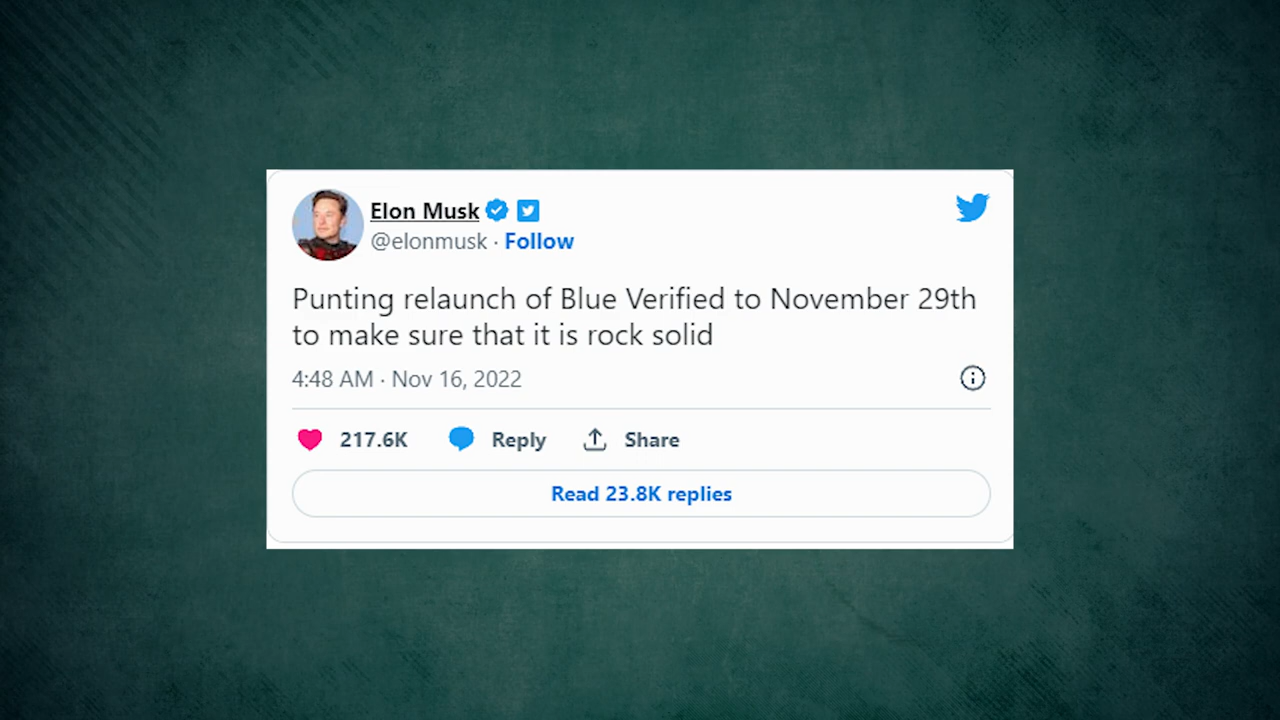 Elon Musk
@elonmusk · Follow
Punting relaunch of Blue Verified to November 29th
to make sure that it is rock solid
4:48 AM · Nov 16, 2022
217.6K Reply Share
Read 23.8K replies